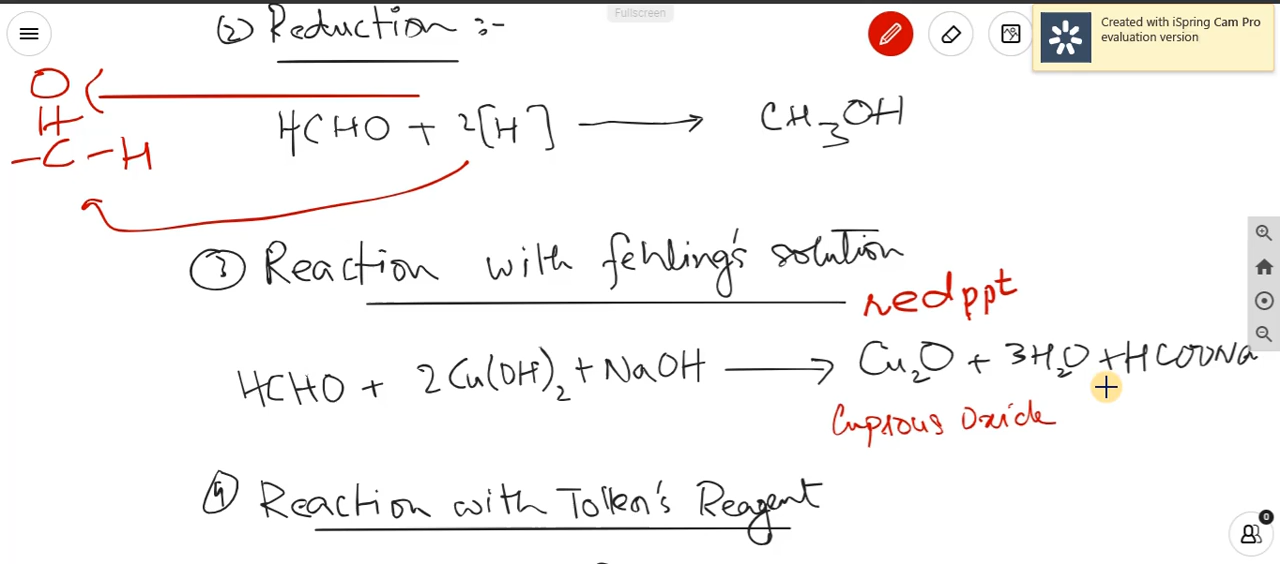 ② Reduction :-
Fullscreen
Created with iSpring Cam Pro
evaluation version
O
H
-C-H
HCHO + 2[H] ⟶ CH₃OH
③ Reaction with fehling's solution
red ppt
HCHO + 2Cu(OH)₂ + NaOH ⟶ Cu₂O + 3H₂O + HCOONa
Cuprous Oxide
④ Reaction with Tollen's Reagent
0